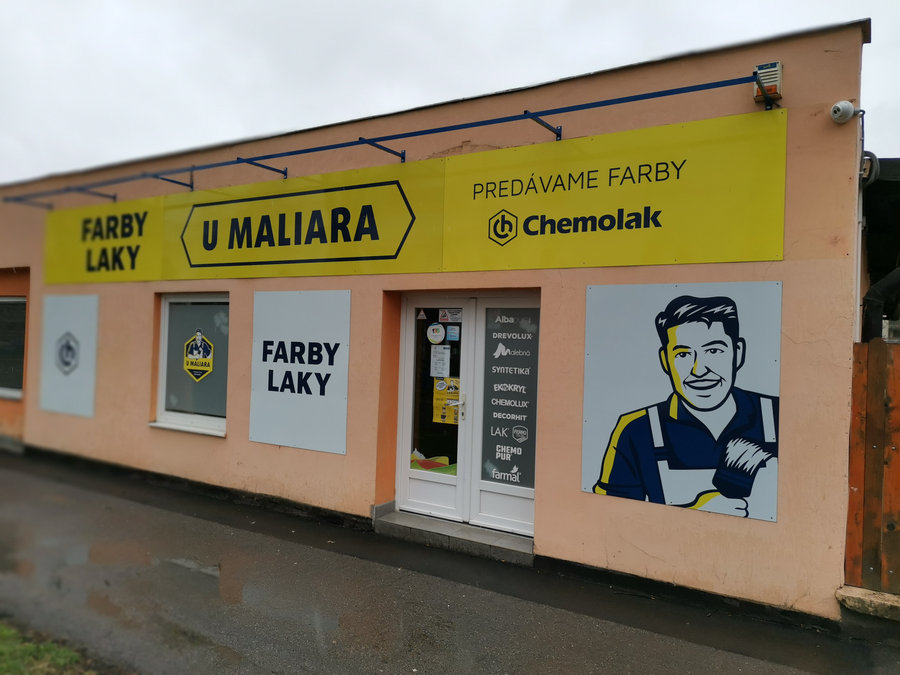 FARBY
LAKY
U MALIARA
PREDÁVAME FARBY
Chemolak
U MALIARA
FARBY
LAKY
Alba
DREVOLUX
Malebná
SYNTETIKA
EKOKRYL
CHEMOLUX
DECORHIT
LAK
CHEMO
PUR
farmal